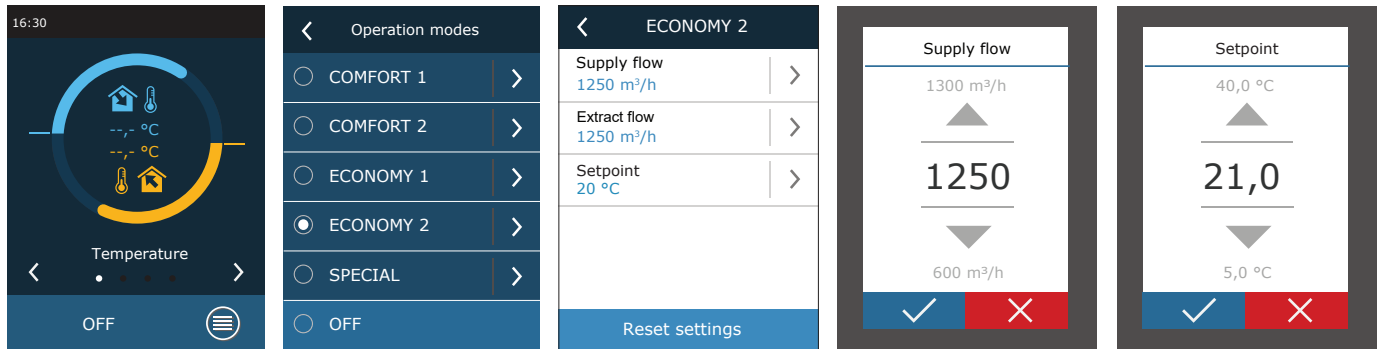 16:30
--,- °C
--,- °C
Temperature
OFF
Operation modes
COMFORT 1
COMFORT 2
ECONOMY 1
ECONOMY 2
SPECIAL
OFF
ECONOMY 2
Supply flow
1250 m³/h
Extract flow
1250 m³/h
Setpoint
20 °C
Reset settings
Supply flow
1300 m³/h
1250
600 m³/h
Setpoint
40,0 °C
21,0
5,0 °C